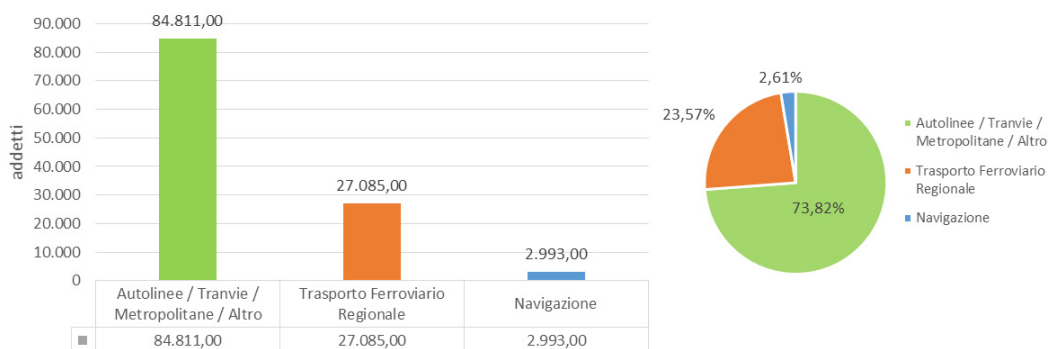 90.000
80.000
70.000
60.000
50.000
40.000
30.000
20.000
10.000
0
addetti
84.811,00
27.085,00
2.993,00
Autolinee / Tranvie /
Metropolitane / Altro
Trasporto Ferroviario
Regionale
Navigazione
84.811,00
27.085,00
2.993,00
2,61%
23,57%
73,82%
Autolinee / Tranvie /
Metropolitane / Altro
Trasporto Ferroviario
Regionale
Navigazione